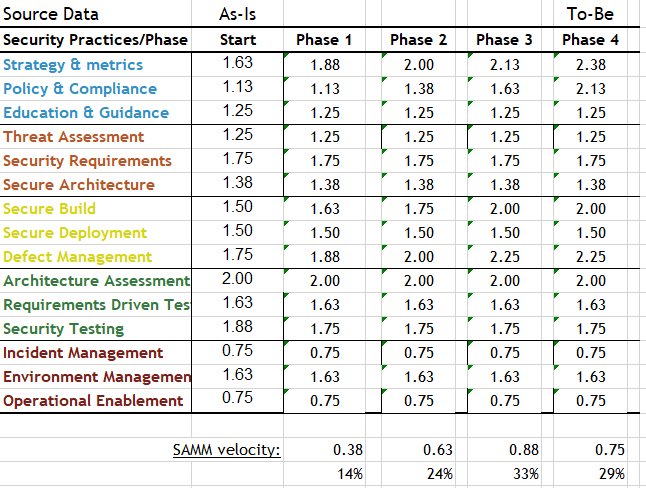 Source Data As-Is To-Be
Security Practices/Phase Start Phase 1 Phase 2 Phase 3 Phase 4
Strategy & metrics 1.63 1.88 2.00 2.13 2.38
Policy & Compliance 1.13 1.13 1.38 1.63 2.13
Education & Guidance 1.25 1.25 1.25 1.25 1.25
Threat Assessment 1.25 1.25 1.25 1.25 1.25
Security Requirements 1.75 1.75 1.75 1.75 1.75
Secure Architecture 1.38 1.38 1.38 1.38 1.38
Secure Build 1.50 1.63 1.75 2.00 2.00
Secure Deployment 1.50 1.50 1.50 1.50 1.50
Defect Management 1.75 1.88 2.00 2.25 2.25
Architecture Assessment 2.00 2.00 2.00 2.00 2.00
Requirements Driven Tes 1.63 1.63 1.63 1.63 1.63
Security Testing 1.88 1.75 1.75 1.75 1.75
Incident Management 0.75 0.75 0.75 0.75 0.75
Environment Managemen 1.63 1.63 1.63 1.63 1.63
Operational Enablement 0.75 0.75 0.75 0.75 0.75
SAMM velocity: 0.38 0.63 0.88 0.75
14% 24% 33% 29%